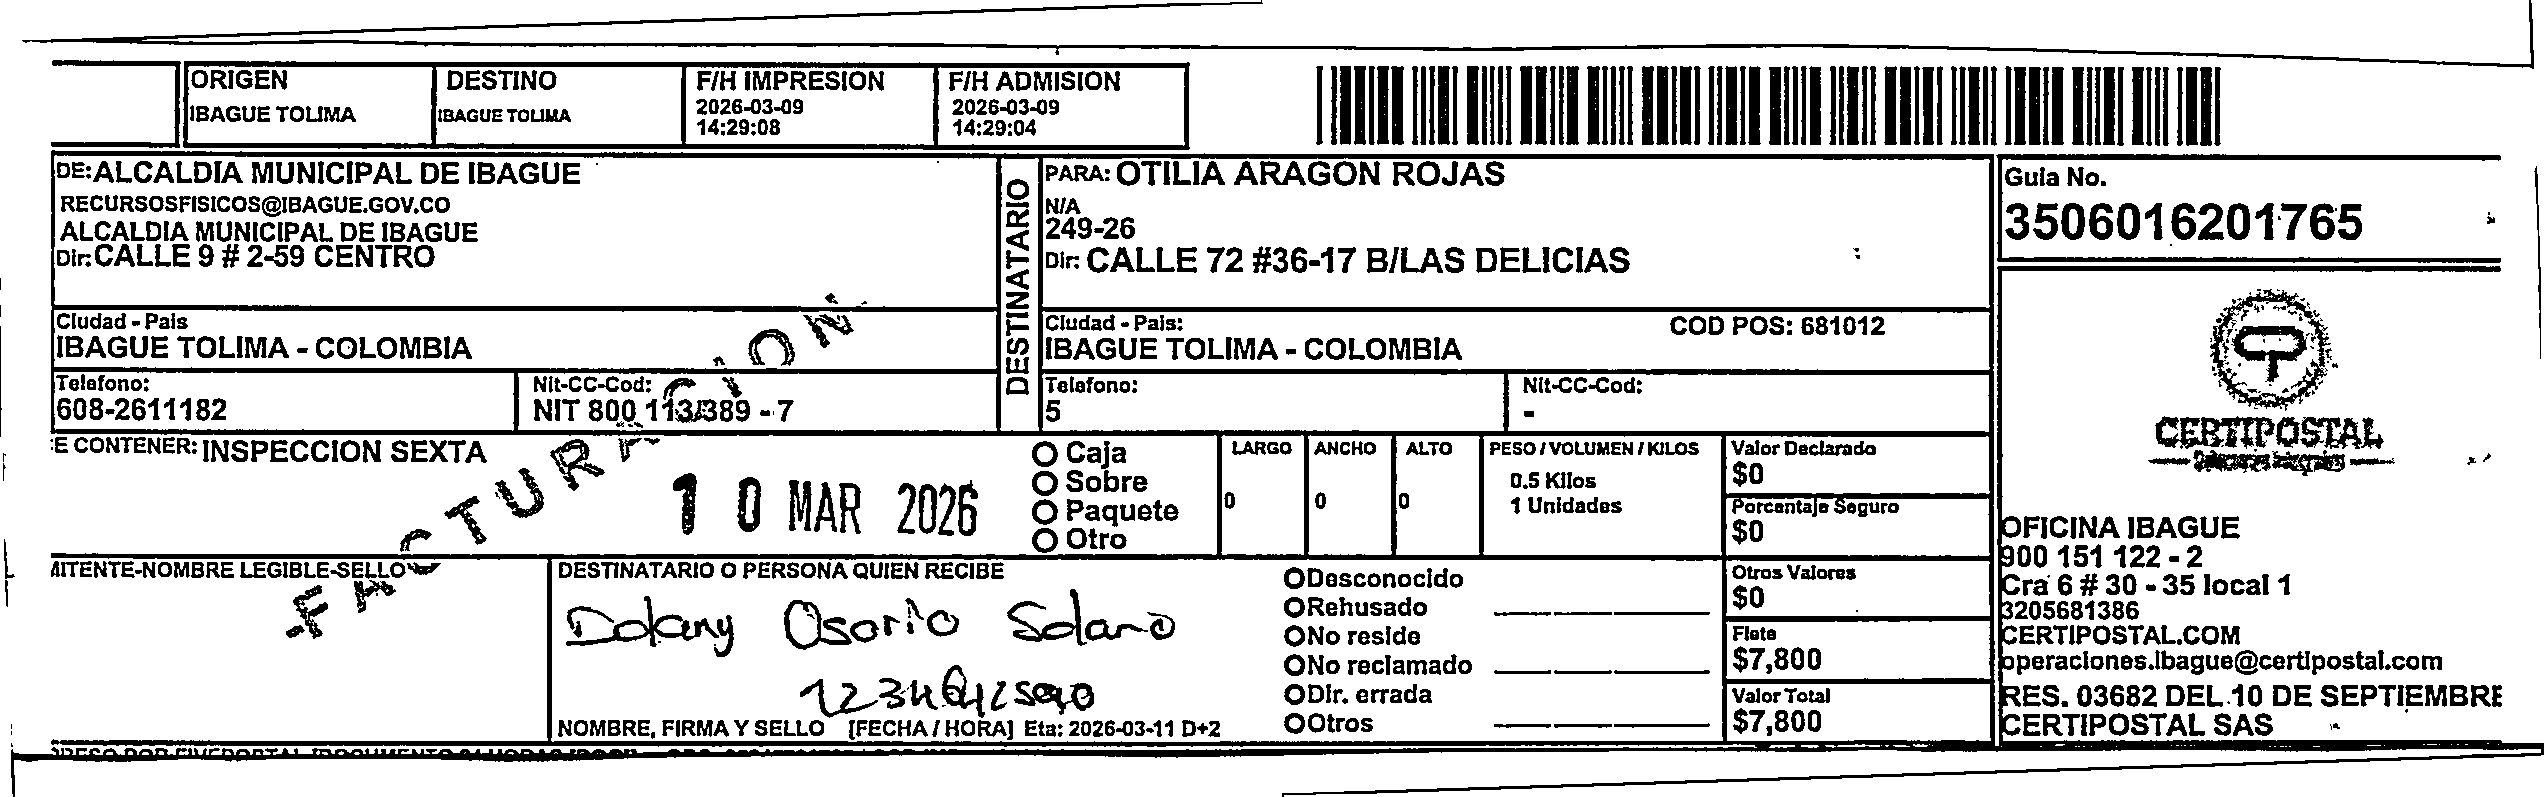 ORIGEN
IBAGUE TOLIMA
DESTINO
IBAGUE TOLIMA
F/H IMPRESION
2026-03-09
14:29:08
F/H ADMISION
2026-03-09
14:29:04
DE: ALCALDIA MUNICIPAL DE IBAGUE
RECURSOSFISICOS@IBAGUE.GOV.CO
ALCALDIA MUNICIPAL DE IBAGUE
Dir: CALLE 9 # 2-59 CENTRO
Ciudad - Pais
IBAGUE TOLIMA - COLOMBIA
Telefono:
608-2611182
Nit-CC-Cod:
NIT 800 113389 - 7
DESTINATARIO
PARA: OTILIA ARAGON ROJAS
N/A
249-26
Dir: CALLE 72 #36-17 B/LAS DELICIAS
Ciudad - Pais:
COD POS: 681012
IBAGUE TOLIMA - COLOMBIA
Telefono:
5
Nit-CC-Cod:
-
Guia No.
3506016201765
CERTIPOSTAL
E CONTENER: INSPECCION SEXTA
FACTURACION
10 MAR 2026
Caja
Sobre
Paquete
Otro
LARGO
0
ANCHO
0
ALTO
0
PESO / VOLUMEN / KILOS
0.5 Kilos
1 Unidades
Valor Declarado
$0
Porcentaje Seguro
$0
Otros Valores
$0
Flete
$7,800
Valor Total
$7,800
MITENTE-NOMBRE LEGIBLE-SELLO
DESTINATARIO O PERSONA QUIEN RECIBE
Osorio Solano
NOMBRE, FIRMA Y SELLO [FECHA / HORA] Eta: 2026-03-11 D+2
Desconocido
Rehusado
No reside
No reclamado
Dir. errada
Otros
OFICINA IBAGUE
900 151 122 - 2
Cra 6 # 30 - 35 local 1
3205681386
CERTIPOSTAL.COM
operaciones.ibague@certipostal.com
RES. 03682 DEL 10 DE SEPTIEMBRE
CERTIPOSTAL SAS